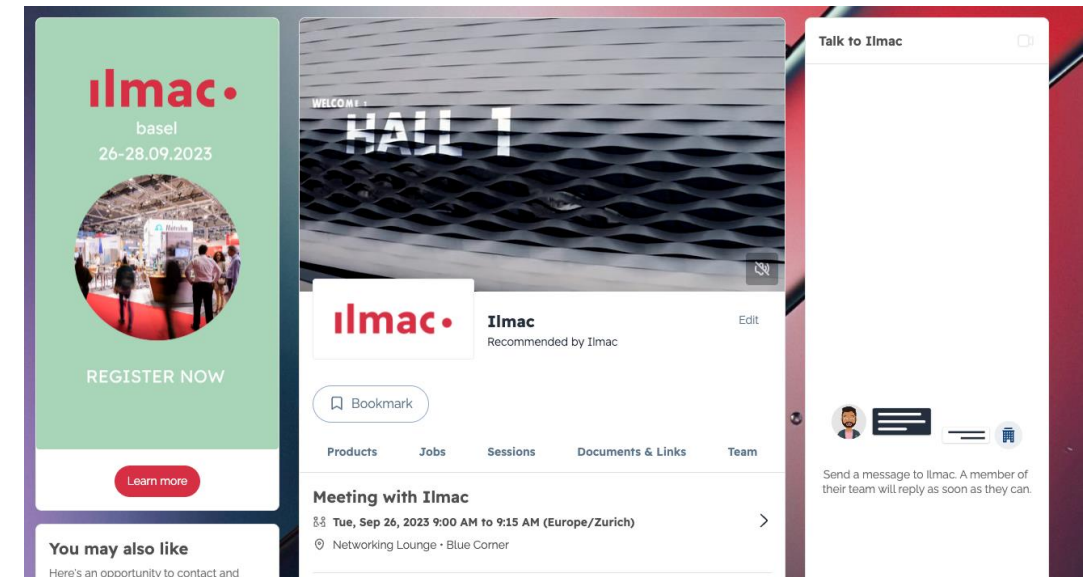 ılmac.
basel
26-28.09.2023
REGISTER NOW
Learn more
You may also like
Here's an opportunity to contact and
WELCOME
HALL 1
ılmac.
Ilmac
Recommended by Ilmac
Edit
Bookmark
Products Jobs Sessions Documents & Links Team
Meeting with Ilmac
Tue, Sep 26, 2023 9:00 AM to 9:15 AM (Europe/Zurich)
Networking Lounge • Blue Corner
Talk to Ilmac
Send a message to Ilmac. A member of
their team will reply as soon as they can.